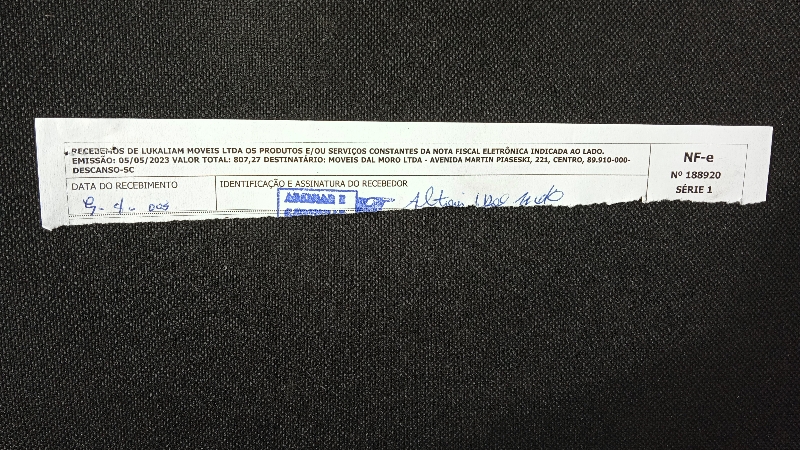 RECEBEMOS DE LUKALIAM MOVEIS LTDA OS PRODUTOS E/OU SERVIÇOS CONSTANTES DA NOTA FISCAL ELETRÔNICA INDICADA AO LADO.
EMISSÃO: 05/05/2023 VALOR TOTAL: 807,27 DESTINATÁRIO: MOVEIS DAL MORO LTDA - AVENIDA MARTIN PIASESKI, 221, CENTRO, 89.910-000-
DESCANSO-SC
NF-e
Nº 188920
SÉRIE 1
DATA DO RECEBIMENTO
IDENTIFICAÇÃO E ASSINATURA DO RECEBEDOR